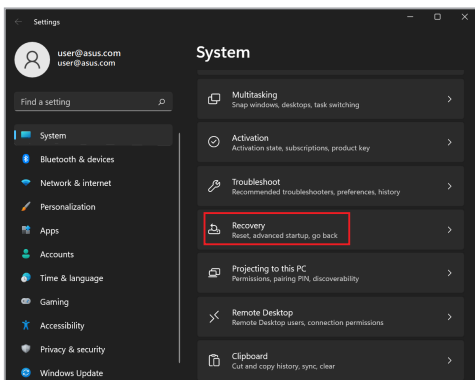 Settings
user@asus.com
user@asus.com
Find a setting
System
Bluetooth & devices
Network & internet
Personalization
Apps
Accounts
Time & language
Gaming
Accessibility
Privacy & security
Windows Update
System
Multitasking
Snap windows, desktops, task switching
Activation
Activation state, subscriptions, product key
Troubleshoot
Recommended troubleshooters, preferences, history
Recovery
Reset, advanced startup, go back
Projecting to this PC
Permissions, pairing PIN, discoverability
Remote Desktop
Remote Desktop users, connection permissions
Clipboard
Cut and copy history, sync, clear